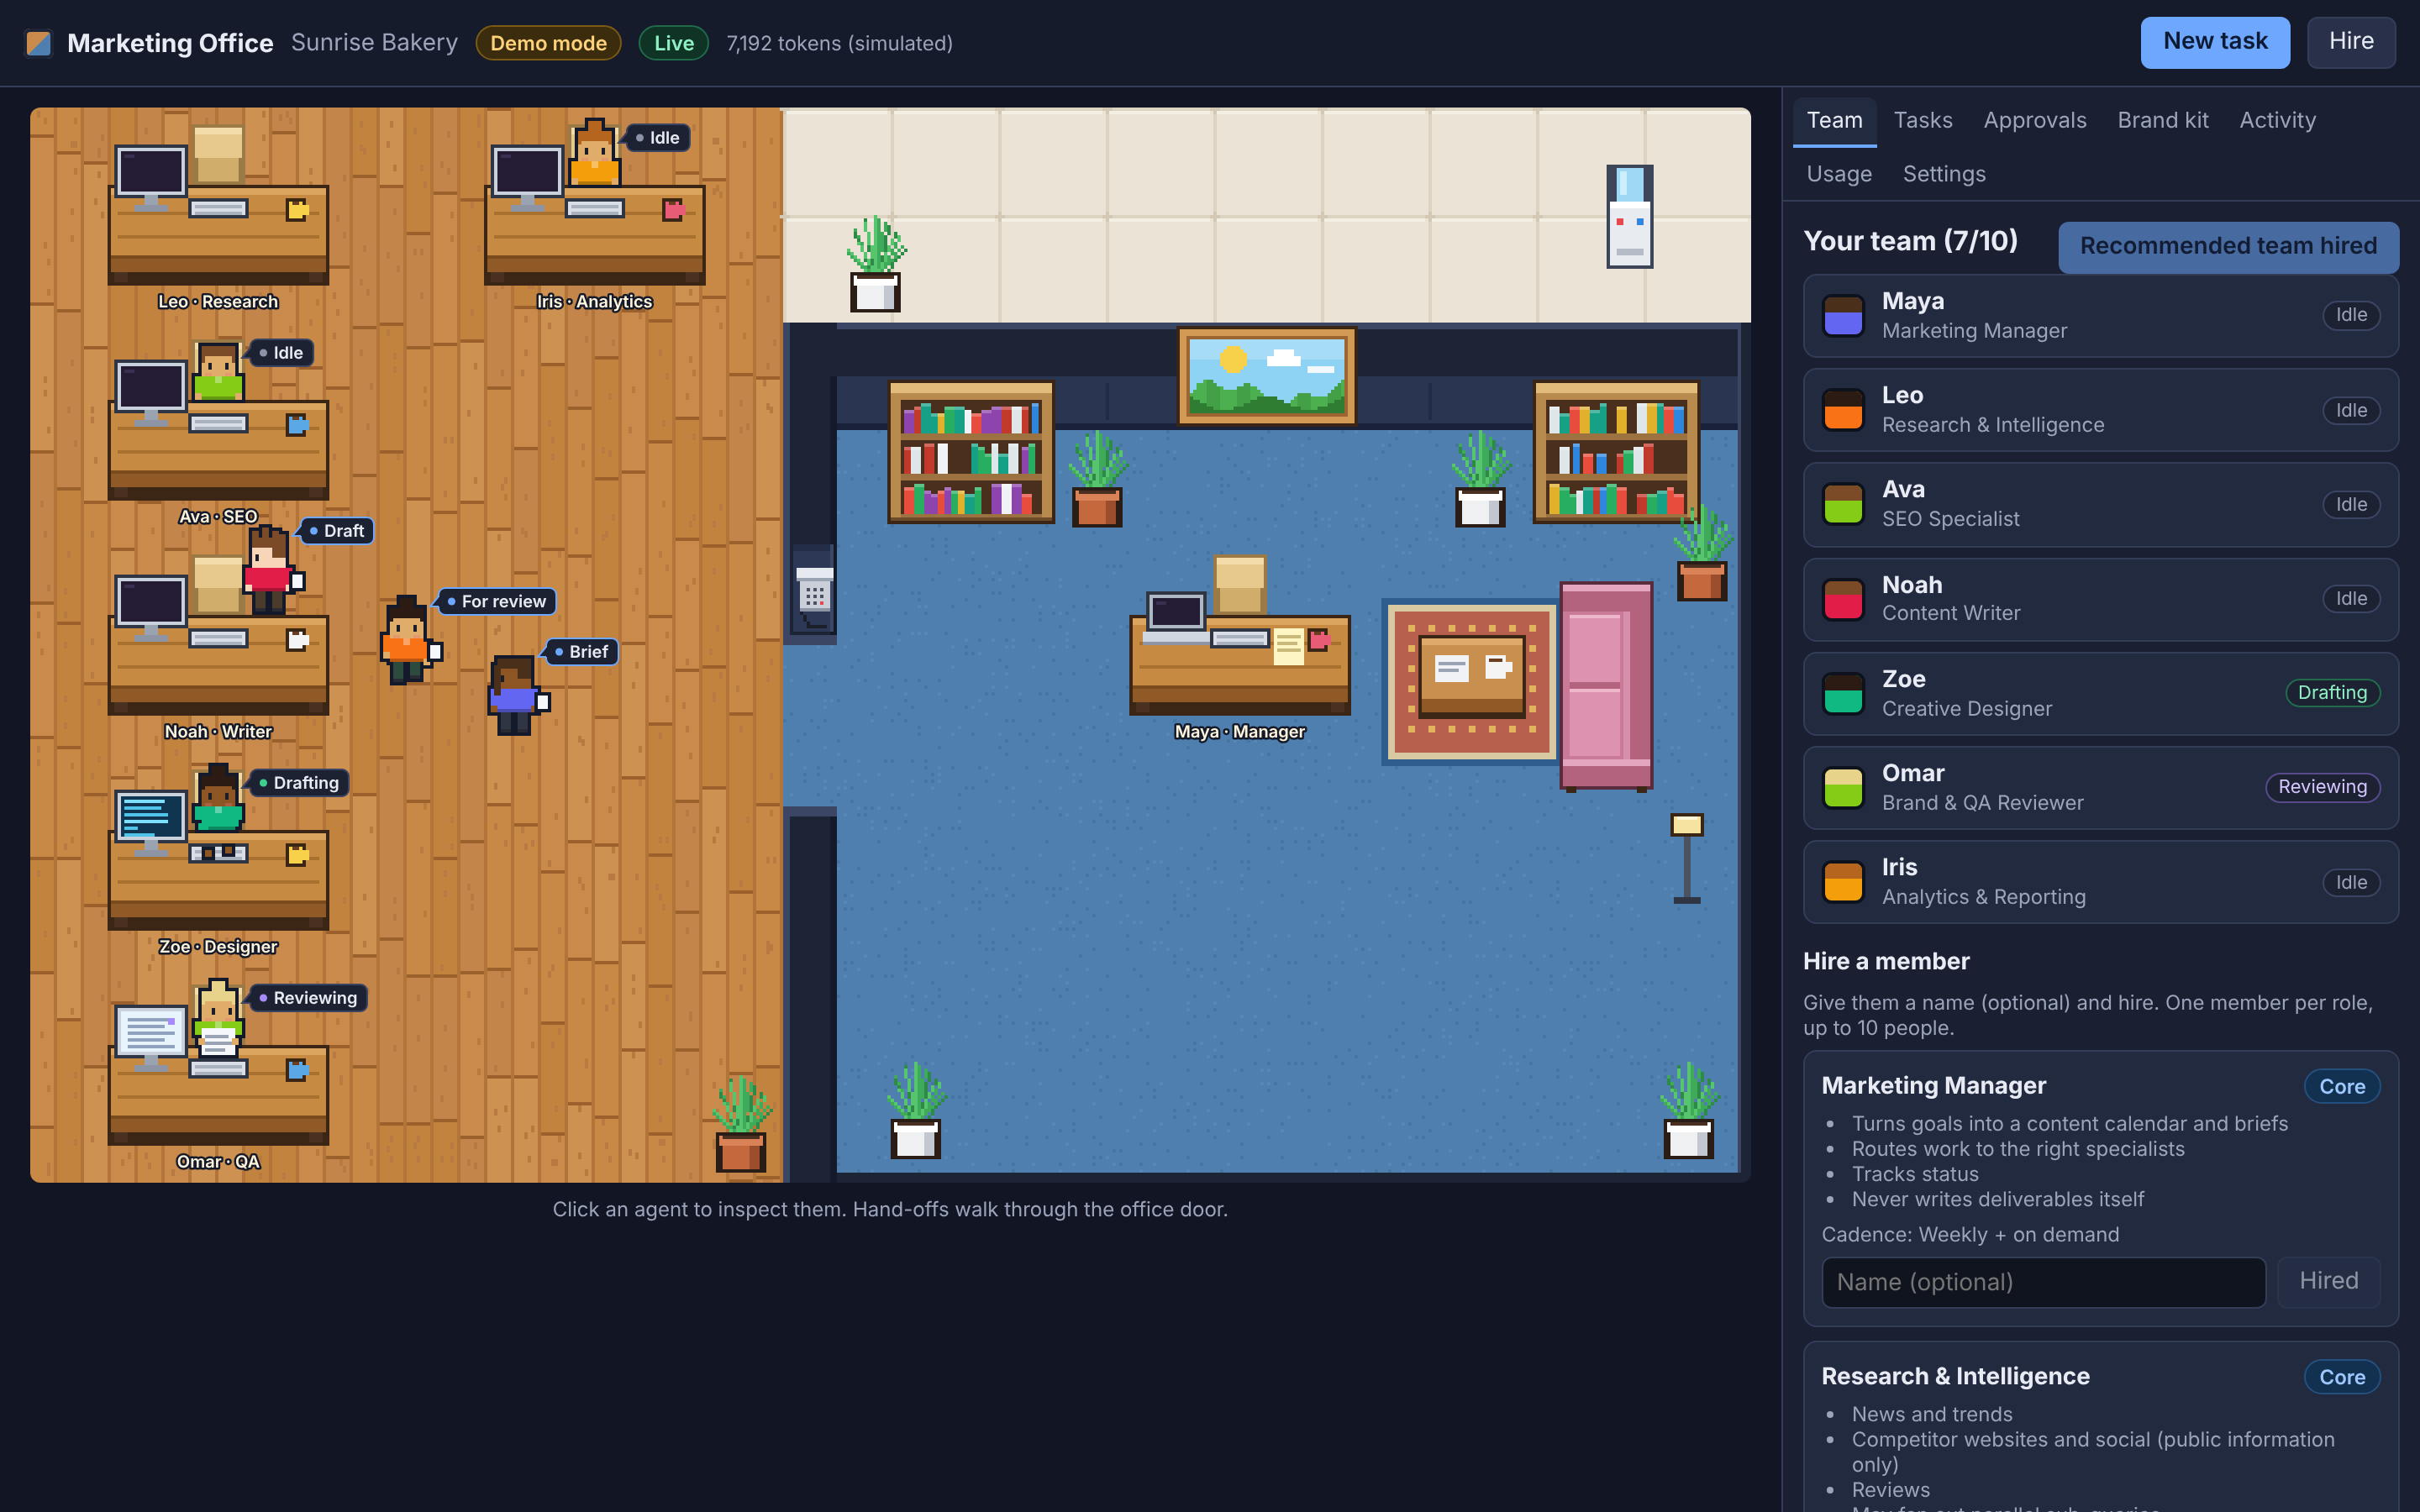 Marketing Office
Sunrise Bakery
Demo mode
Live
7,192 tokens (simulated)
New task
Hire
Idle
Leo · Research
Iris · Analytics
Idle
Ava · SEO
Draft
For review
Brief
Noah · Writer
Maya · Manager
Drafting
Zoe · Designer
Reviewing
Omar · QA
Click an agent to inspect them. Hand-offs walk through the office door.
Team
Tasks
Approvals
Brand kit
Activity
Usage
Settings
Your team (7/10)
Recommended team hired
Maya
Marketing Manager
Idle
Leo
Research & Intelligence
Idle
Ava
SEO Specialist
Idle
Noah
Content Writer
Idle
Zoe
Creative Designer
Drafting
Omar
Brand & QA Reviewer
Reviewing
Iris
Analytics & Reporting
Idle
Hire a member
Give them a name (optional) and hire. One member per role,
up to 10 people.
Marketing Manager
Core
• Turns goals into a content calendar and briefs
• Routes work to the right specialists
• Tracks status
• Never writes deliverables itself
Cadence: Weekly + on demand
Name (optional)
Hired
Research & Intelligence
Core
• News and trends
• Competitor websites and social (public information
only)
• Reviews